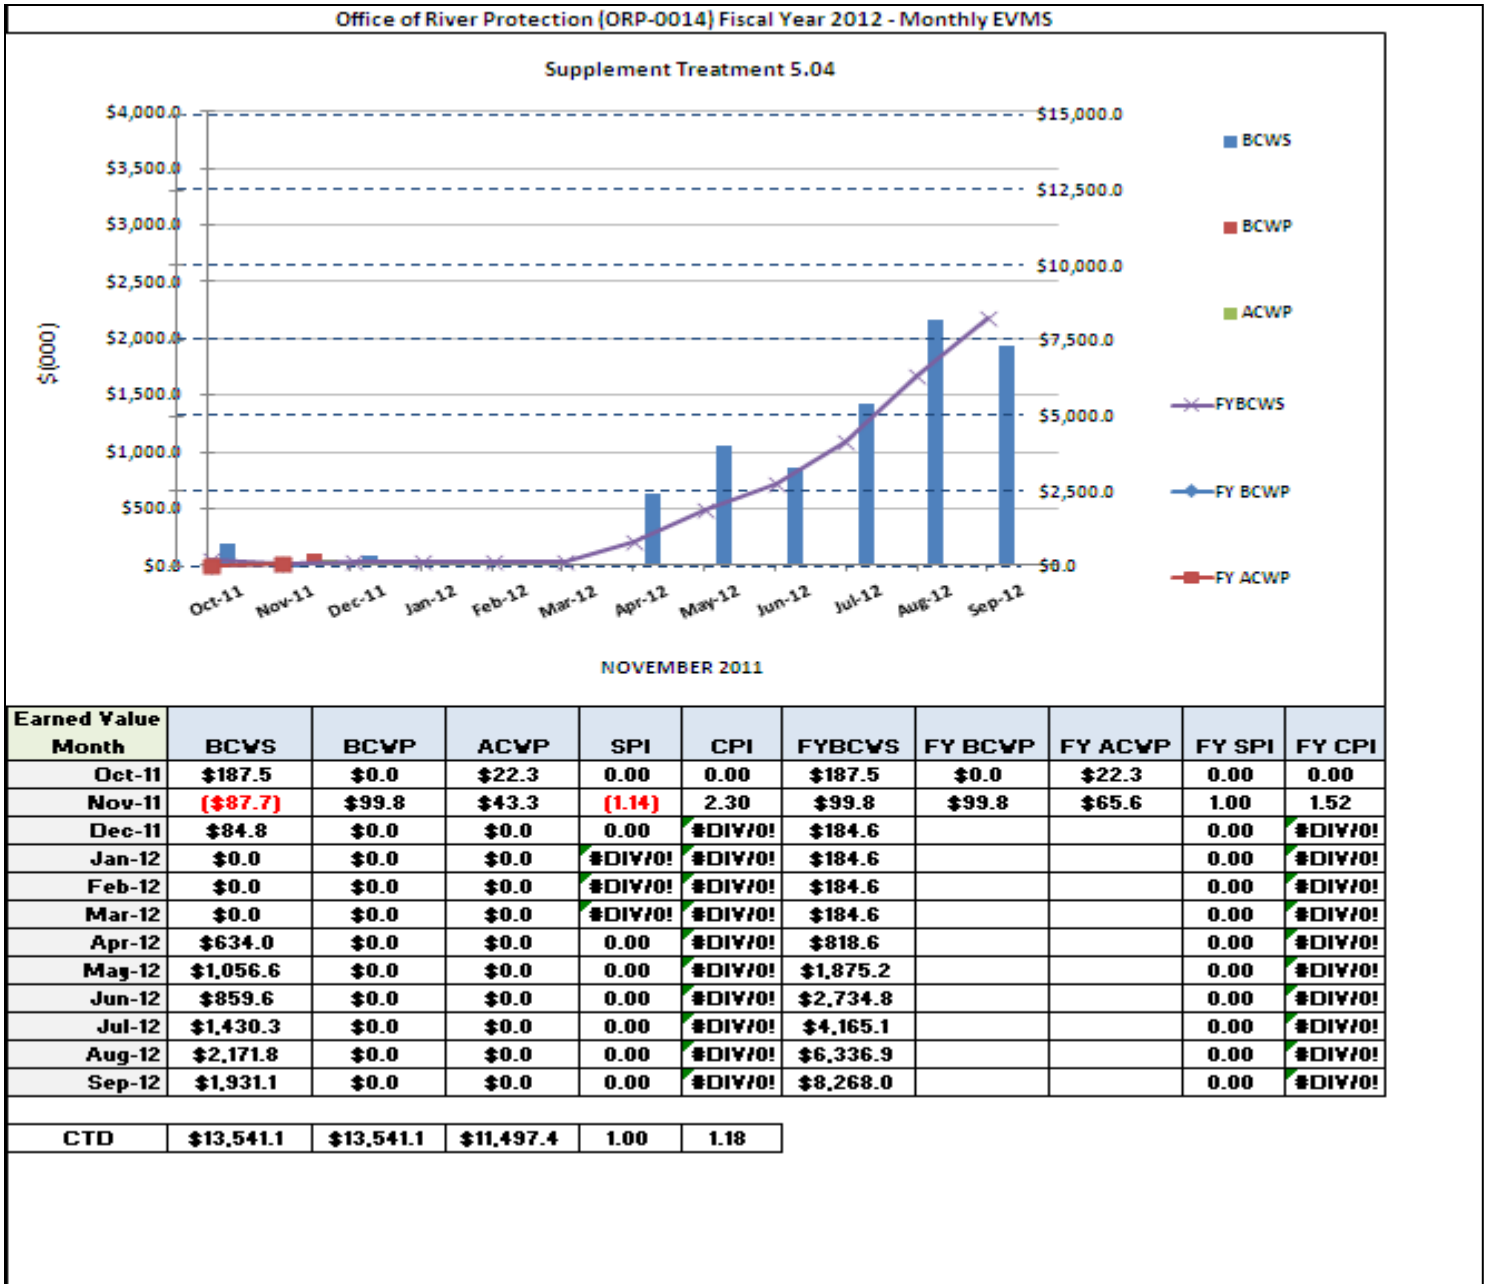 Office of River Protection (ORP-0014) Fiscal Year 2012 - Monthly EVMS
Supplement Treatment 5.04
$4,000.0
$3,500.0
$3,000.0
$2,500.0
$2,000.0
$1,500.0
$1,000.0
$500.0
$0.0
$(000)
$15,000.0
$12,500.0
$10,000.0
$7,500.0
$5,000.0
$2,500.0
$0.0
BCWS
BCWP
ACWP
FYBCWS
FY BCWP
FY ACWP
Oct-11 Nov-11 Dec-11 Jan-12 Feb-12 Mar-12 Apr-12 May-12 Jun-12 Jul-12 Aug-12 Sep-12
NOVEMBER 2011
Earned Value
Month BCWS BCWP ACWP SPI CPI FYBCWS FY BCWP FY ACWP FY SPI FY CPI
Oct-11 $187.5 $0.0 $22.3 0.00 0.00 $187.5 $0.0 $22.3 0.00 0.00
Nov-11 ($87.7) $99.8 $43.3 (1.14) 2.30 $99.8 $99.8 $65.6 1.00 1.52
Dec-11 $84.8 $0.0 $0.0 0.00 #DIV/0! $184.6 0.00 #DIV/0!
Jan-12 $0.0 $0.0 $0.0 #DIV/0! #DIV/0! $184.6 0.00 #DIV/0!
Feb-12 $0.0 $0.0 $0.0 #DIV/0! #DIV/0! $184.6 0.00 #DIV/0!
Mar-12 $0.0 $0.0 $0.0 #DIV/0! #DIV/0! $184.6 0.00 #DIV/0!
Apr-12 $634.0 $0.0 $0.0 0.00 #DIV/0! $818.6 0.00 #DIV/0!
May-12 $1,056.6 $0.0 $0.0 0.00 #DIV/0! $1,875.2 0.00 #DIV/0!
Jun-12 $859.6 $0.0 $0.0 0.00 #DIV/0! $2,734.8 0.00 #DIV/0!
Jul-12 $1,430.3 $0.0 $0.0 0.00 #DIV/0! $4,165.1 0.00 #DIV/0!
Aug-12 $2,171.8 $0.0 $0.0 0.00 #DIV/0! $6,336.9 0.00 #DIV/0!
Sep-12 $1,931.1 $0.0 $0.0 0.00 #DIV/0! $8,268.0 0.00 #DIV/0!
CTD $13,541.1 $13,541.1 $11,497.4 1.00 1.18